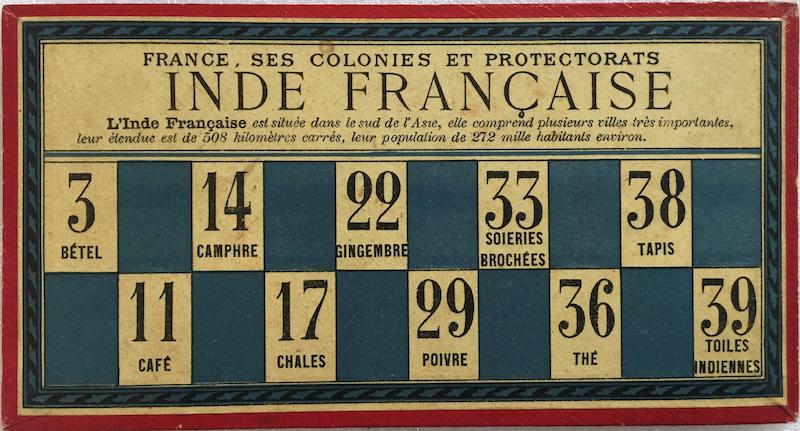 FRANCE, SES COLONIES ET PROTECTORATS
INDE FRANÇAISE
L'Inde Française est située dans le sud de l'Asie, elle comprend plusieurs villes très importantes,
leur étendue est de 508 kilomètres carrés, leur population de 272 mille habitants environ.
3
BÉTEL
14
CAMPHRE
22
GINGEMBRE
33
SOIERIES
BROCHÉES
38
TAPIS
11
CAFÉ
17
CHÂLES
29
POIVRE
36
THÉ
39
TOILES
INDIENNES